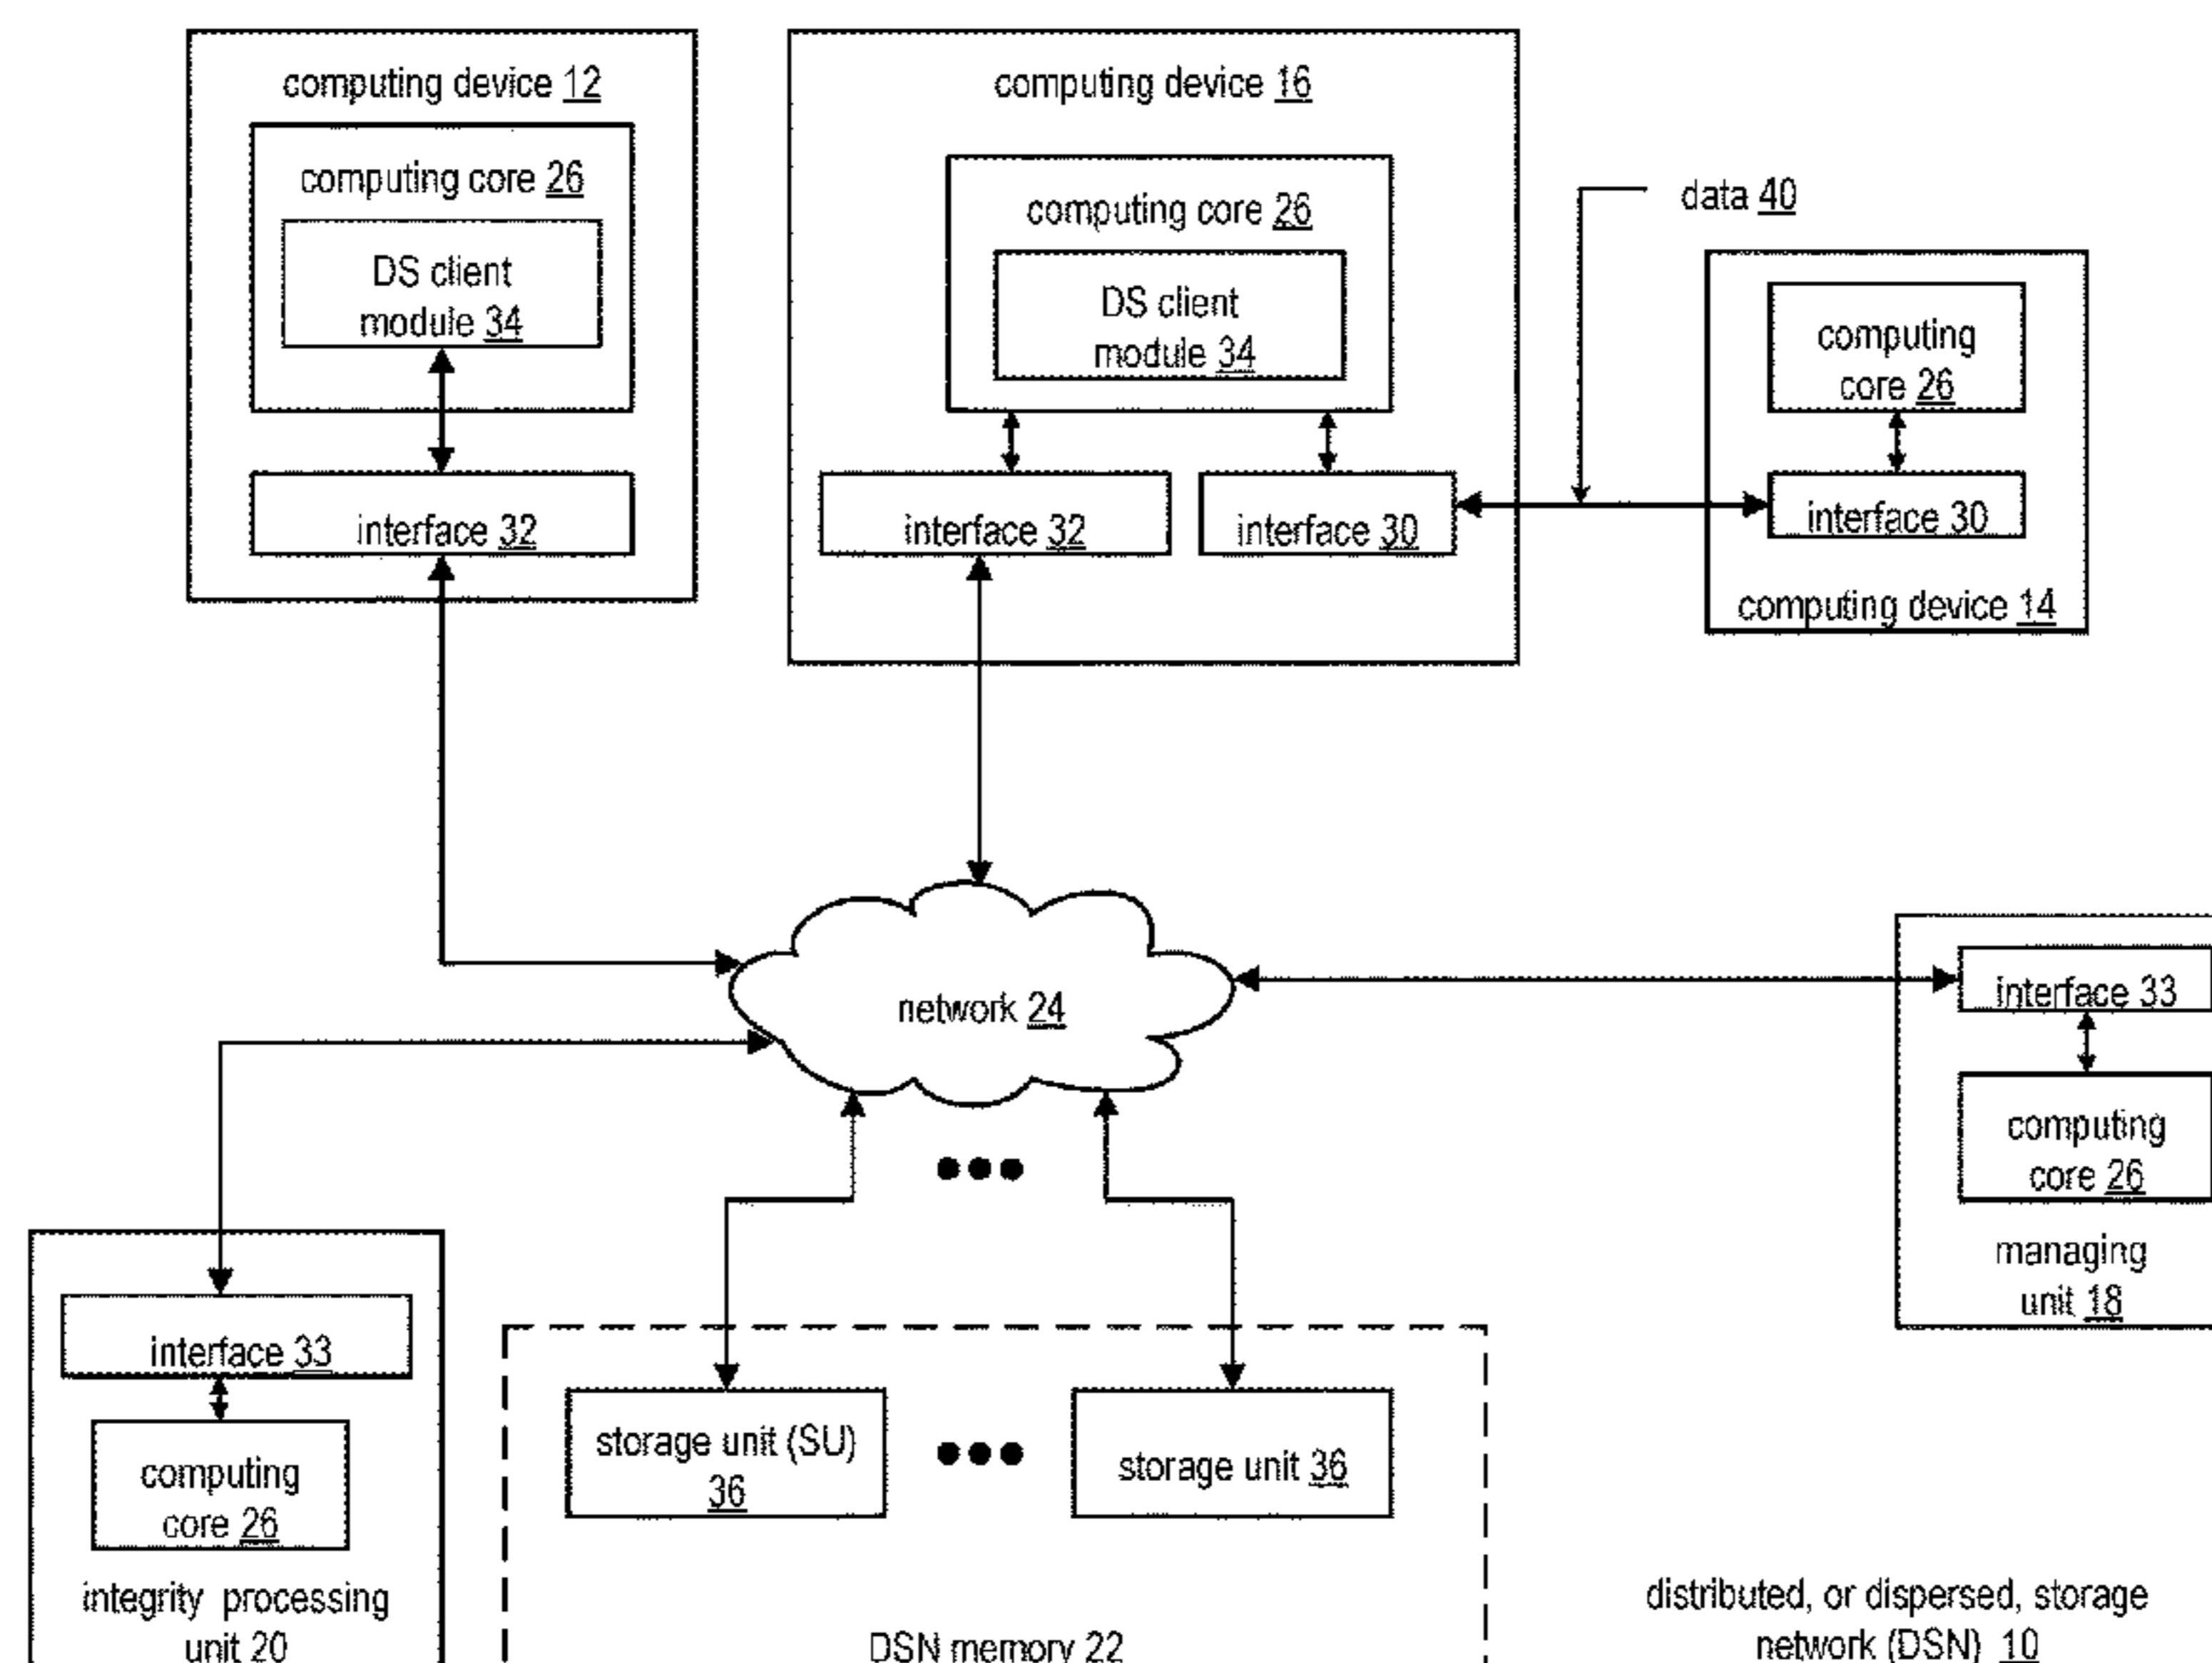 computing device 12
computing core 26
DS client
module 34
interface 32
computing device 16
computing core 26
DS client
module 34
interface 32
interface 30
data 40
computing
core 26
interface 30
computing device 14
network 24
interface 33
computing
core 26
managing
unit 18
interface 33
computing
core 26
integrity processing
unit 20
storage unit (SU)
36
storage unit 36
DSN memory 22
distributed, or dispersed, storage
network (DSN) 10